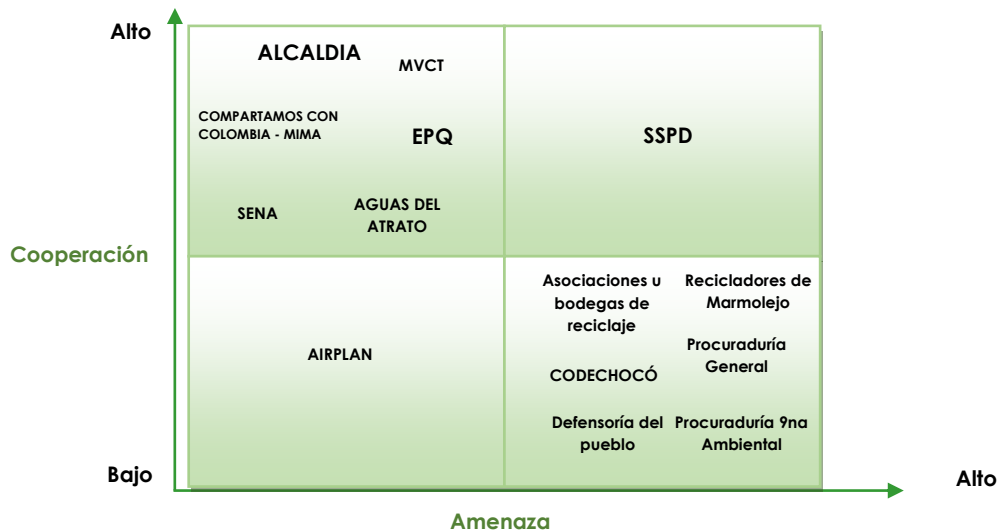 Alto
ALCALDIA
MVCT
COMPARTAMOS CON
COLOMBIA - MIMA
EPQ
SENA
AGUAS DEL
ATRATO
SSPD
Cooperación
AIRPLAN
Asociaciones u
bodegas de
reciclaje
Recicladores de
Marmolejo
Procuraduría
General
CODECHOCÓ
Defensoría del
pueblo
Procuraduría 9na
Ambiental
Bajo
Alto
Amenaza